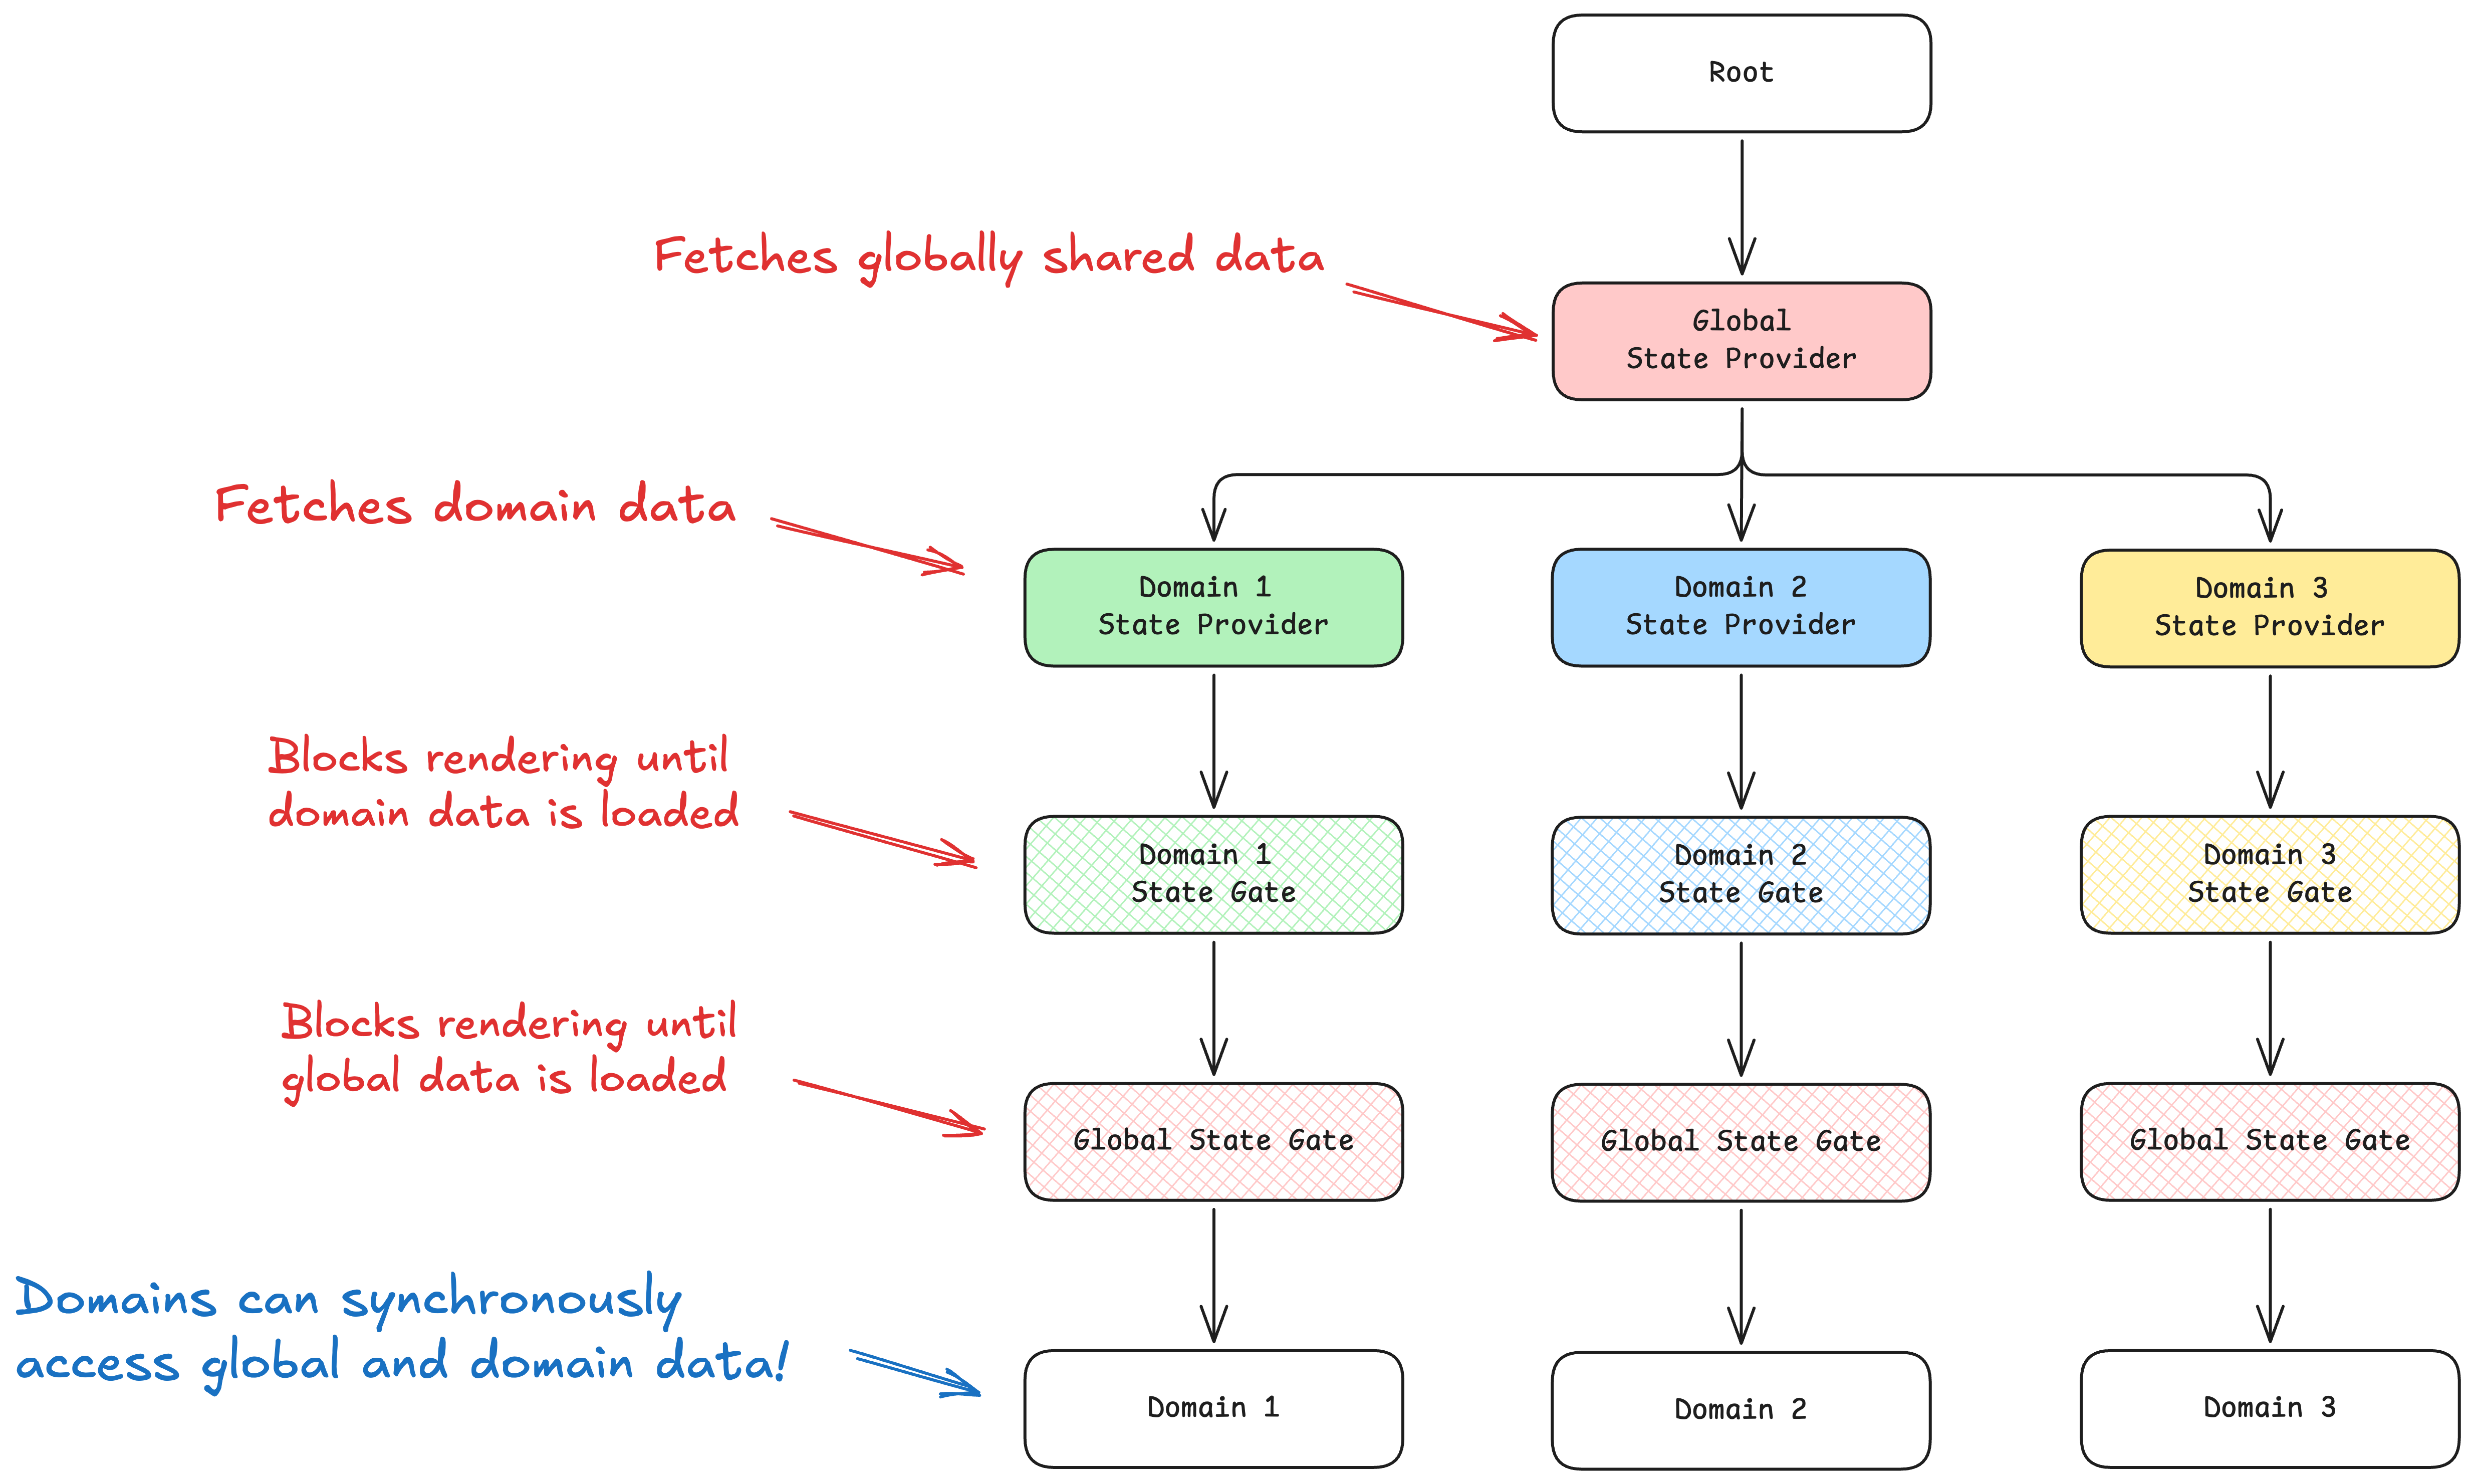 Root
Fetches globally shared data
Global
State Provider
Fetches domain data
Domain 1
State Provider
Domain 2
State Provider
Domain 3
State Provider
Blocks rendering until
domain data is loaded
Domain 1
State Gate
Domain 2
State Gate
Domain 3
State Gate
Blocks rendering until
global data is loaded
Global State Gate
Global State Gate
Global State Gate
Domains can synchronously
access global and domain data!
Domain 1
Domain 2
Domain 3